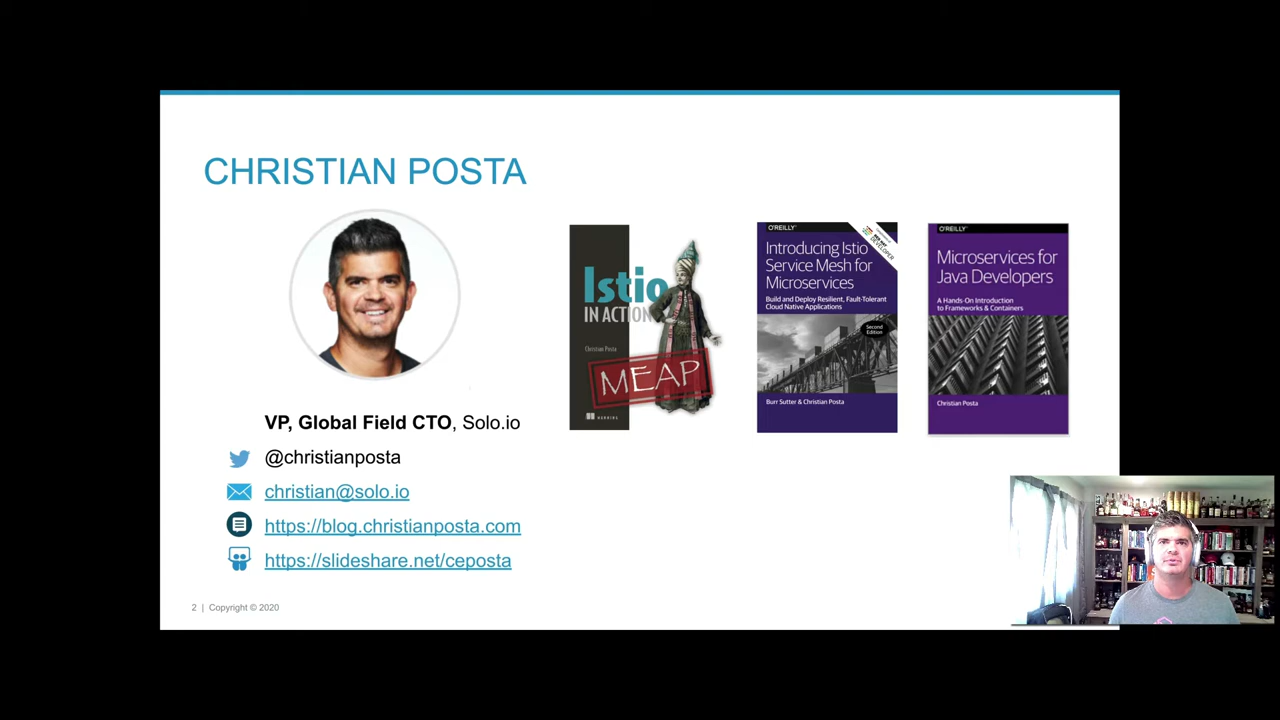 CHRISTIAN POSTA
VP, Global Field CTO, Solo.io
@christianposta
christian@solo.io
https://blog.christianposta.com
https://slideshare.net/ceposta
Istio
IN ACTION
Christian Posta
MEAP
MANNING
O'REILLY®
Introducing Istio
Service Mesh for
Microservices
Build and Deploy Resilient, Fault-Tolerant
Cloud Native Applications
Second
Edition
Burr Sutter & Christian Posta
DEVELOPER
O'REILLY®
Microservices for
Java Developers
A Hands-On Introduction
to Frameworks & Containers
Christian Posta
2 | Copyright © 2020